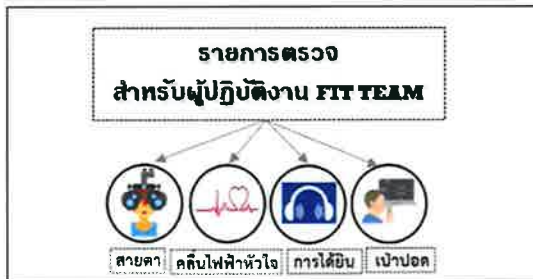 รายการตรวจ
สำหรับผู้ปฏิบัติงาน FIT TEAM
สายตา คลื่นไฟฟ้าหัวใจ การได้ยิน เป่าปอด